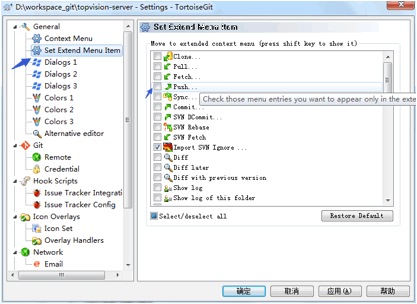 D:\workspace_git\topvision-server - Settings - TortoiseGit
General
Context Menu
Set Extend Menu Item
Dialogs 1
Dialogs 2
Dialogs 3
Colors 1
Colors 2
Colors 3
Alternative editor
Git
Remote
Credential
Hook Scripts
Issue Tracker Integratio
Issue Tracker Config
Icon Overlays
Icon Set
Overlay Handlers
Network
Email
Set Extend Menu Item
Move to extended context menu (press shift key to show it)
Clone...
Pull...
Fetch...
Push...
Check those menu entries you want to appear only in the exte
Sync...
Commit...
SVN DCommit...
SVN Rebase
SVN Fetch
Import SVN Ignore ...
Diff
Diff later
Diff with previous version
Show log
Show log of this folder
Select/deselect all
Restore Default
确定
取消
应用(A)
帮助